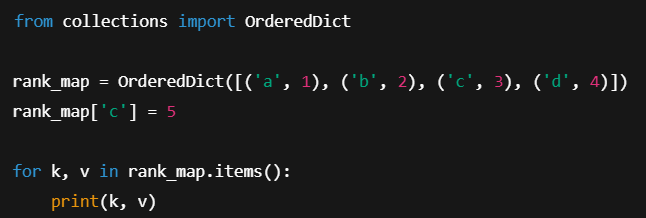 from collections import OrderedDict
rank_map = OrderedDict([('a', 1), ('b', 2), ('c', 3), ('d', 4)])
rank_map['c'] = 5
for k, v in rank_map.items():
    print(k, v)